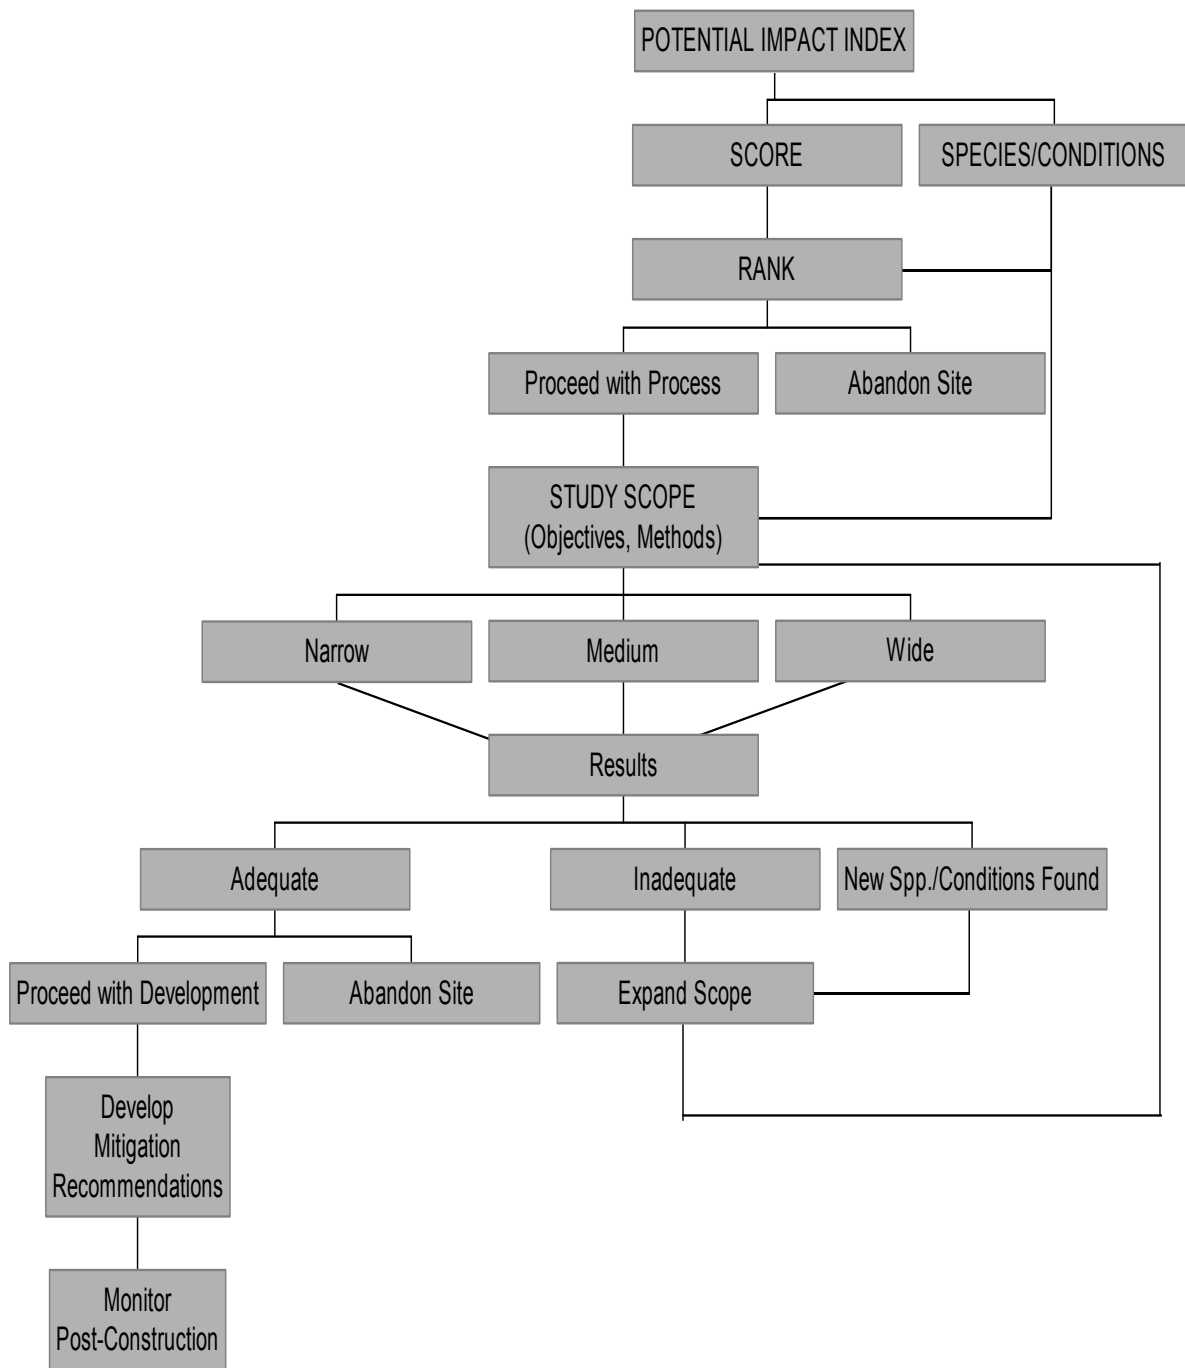 POTENTIAL IMPACT INDEX
SCORE
SPECIES/CONDITIONS
RANK
Proceed with Process
Abandon Site
STUDY SCOPE
(Objectives, Methods)
Narrow
Medium
Wide
Results
Adequate
Inadequate
New Spp./Conditions Found
Proceed with Development
Abandon Site
Expand Scope
Develop
Mitigation
Recommendations
Monitor
Post-Construction